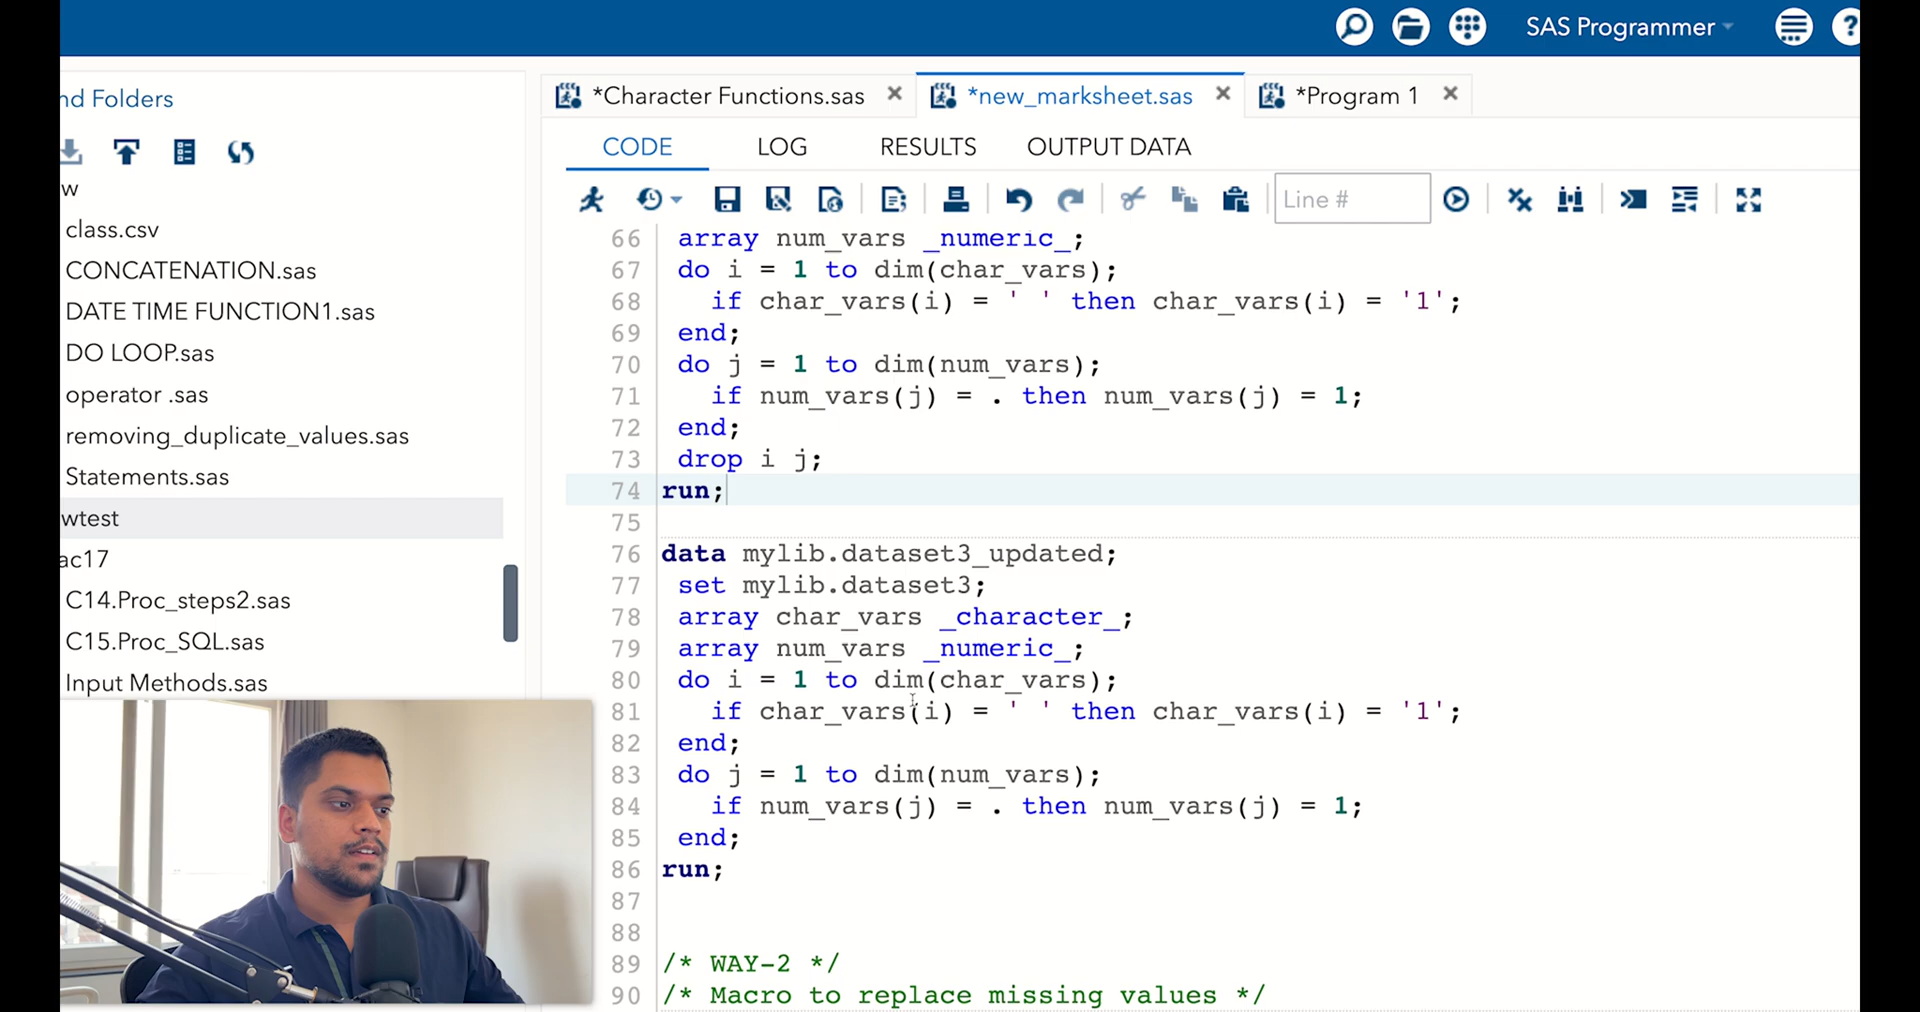 SAS Programmer
?
nd Folders
*Character Functions.sas
*new_marksheet.sas
*Program 1
CODE
LOG
RESULTS
OUTPUT DATA
Line #
w
class.csv
CONCATENATION.sas
DATE TIME FUNCTION1.sas
DO LOOP.sas
operator .sas
removing_duplicate_values.sas
Statements.sas
wtest
ac17
C14.Proc_steps2.sas
C15.Proc_SQL.sas
Input Methods.sas
66 array num_vars _numeric_;
67 do i = 1 to dim(char_vars);
68 if char_vars(i) = ' ' then char_vars(i) = '1';
69 end;
70 do j = 1 to dim(num_vars);
71 if num_vars(j) = . then num_vars(j) = 1;
72 end;
73 drop i j;
74 run;
75
76 data mylib.dataset3_updated;
77 set mylib.dataset3;
78 array char_vars _character_;
79 array num_vars _numeric_;
80 do i = 1 to dim(char_vars);
81 if char_vars(i) = ' ' then char_vars(i) = '1';
82 end;
83 do j = 1 to dim(num_vars);
84 if num_vars(j) = . then num_vars(j) = 1;
85 end;
86 run;
87
88
89 /* WAY-2 */
90 /* Macro to replace missing values */